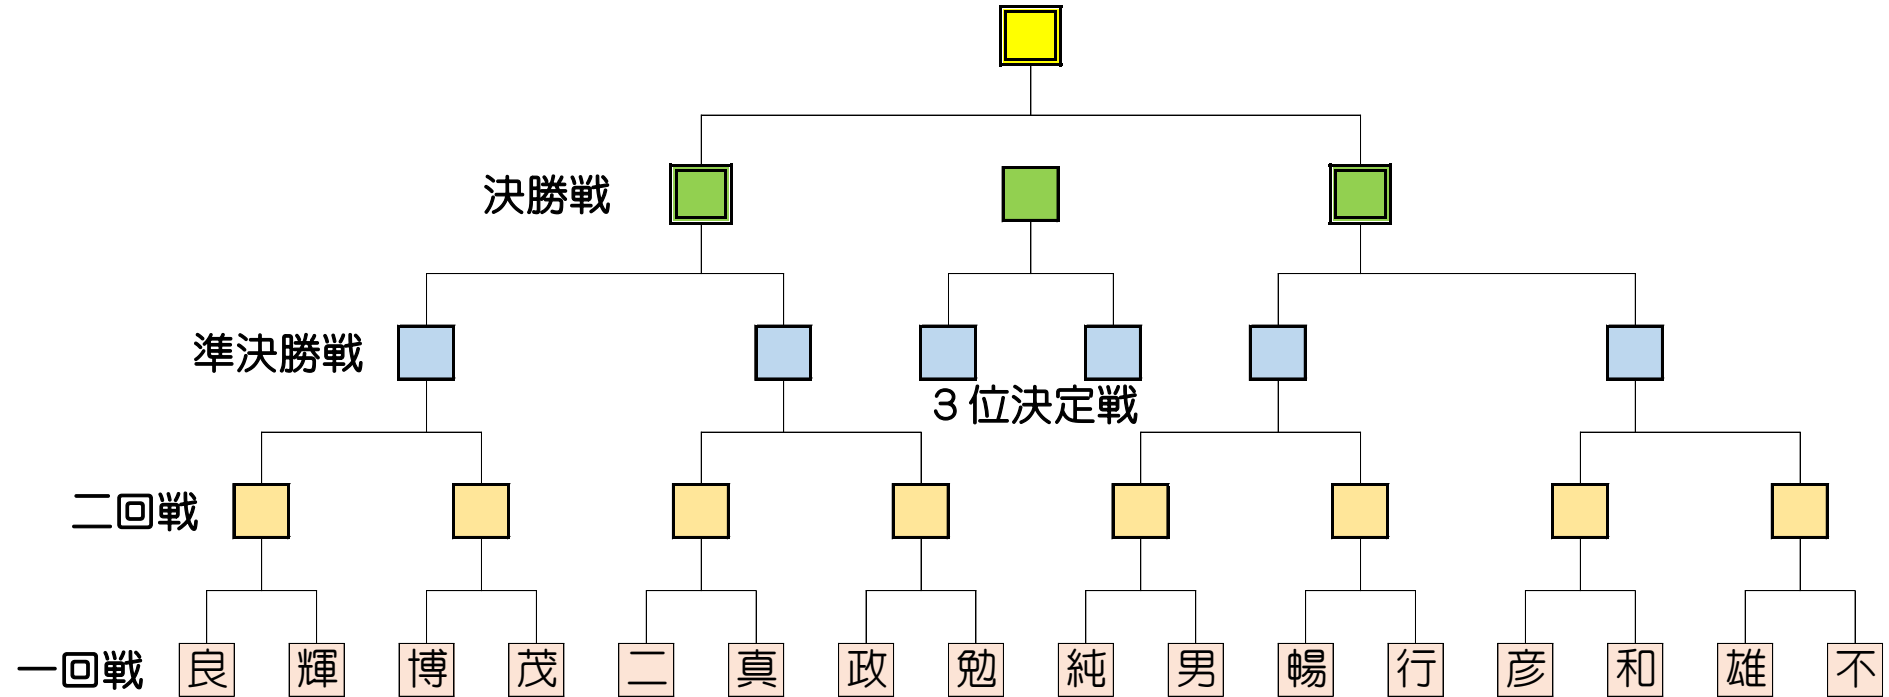 決勝戦
準決勝戦
３位決定戦
二回戦
一回戦 良 輝 博 茂 二 真 政 勉 純 男 暢 行 彦 和 雄 不